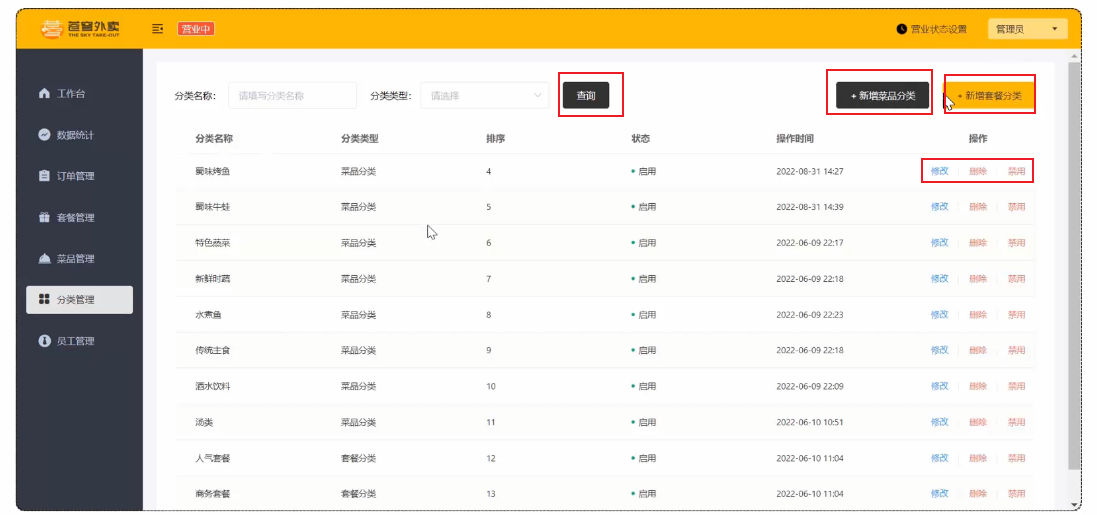 苍穹外卖
THE SKY TAKE-OUT
营业中
营业状态设置
管理员
工作台
数据统计
订单管理
套餐管理
菜品管理
分类管理
员工管理
分类名称: 请填写分类名称 分类类型: 请选择 查询 + 新增菜品分类 + 新增套餐分类
分类名称 分类类型 排序 状态 操作时间 操作
蜀味烤鱼 菜品分类 4 启用 2022-08-31 14:27 修改 删除 禁用
蜀味牛蛙 菜品分类 5 启用 2022-08-31 14:39 修改 删除 禁用
特色蒸菜 菜品分类 6 启用 2022-06-09 22:17 修改 删除 禁用
新鲜时蔬 菜品分类 7 启用 2022-06-09 22:18 修改 删除 禁用
水煮鱼 菜品分类 8 启用 2022-06-09 22:23 修改 删除 禁用
传统主食 菜品分类 9 启用 2022-06-09 22:18 修改 删除 禁用
酒水饮料 菜品分类 10 启用 2022-06-09 22:09 修改 删除 禁用
汤类 菜品分类 11 启用 2022-06-10 10:51 修改 删除 禁用
人气套餐 套餐分类 12 启用 2022-06-10 11:04 修改 删除 禁用
商务套餐 套餐分类 13 启用 2022-06-10 11:04 修改 删除 禁用